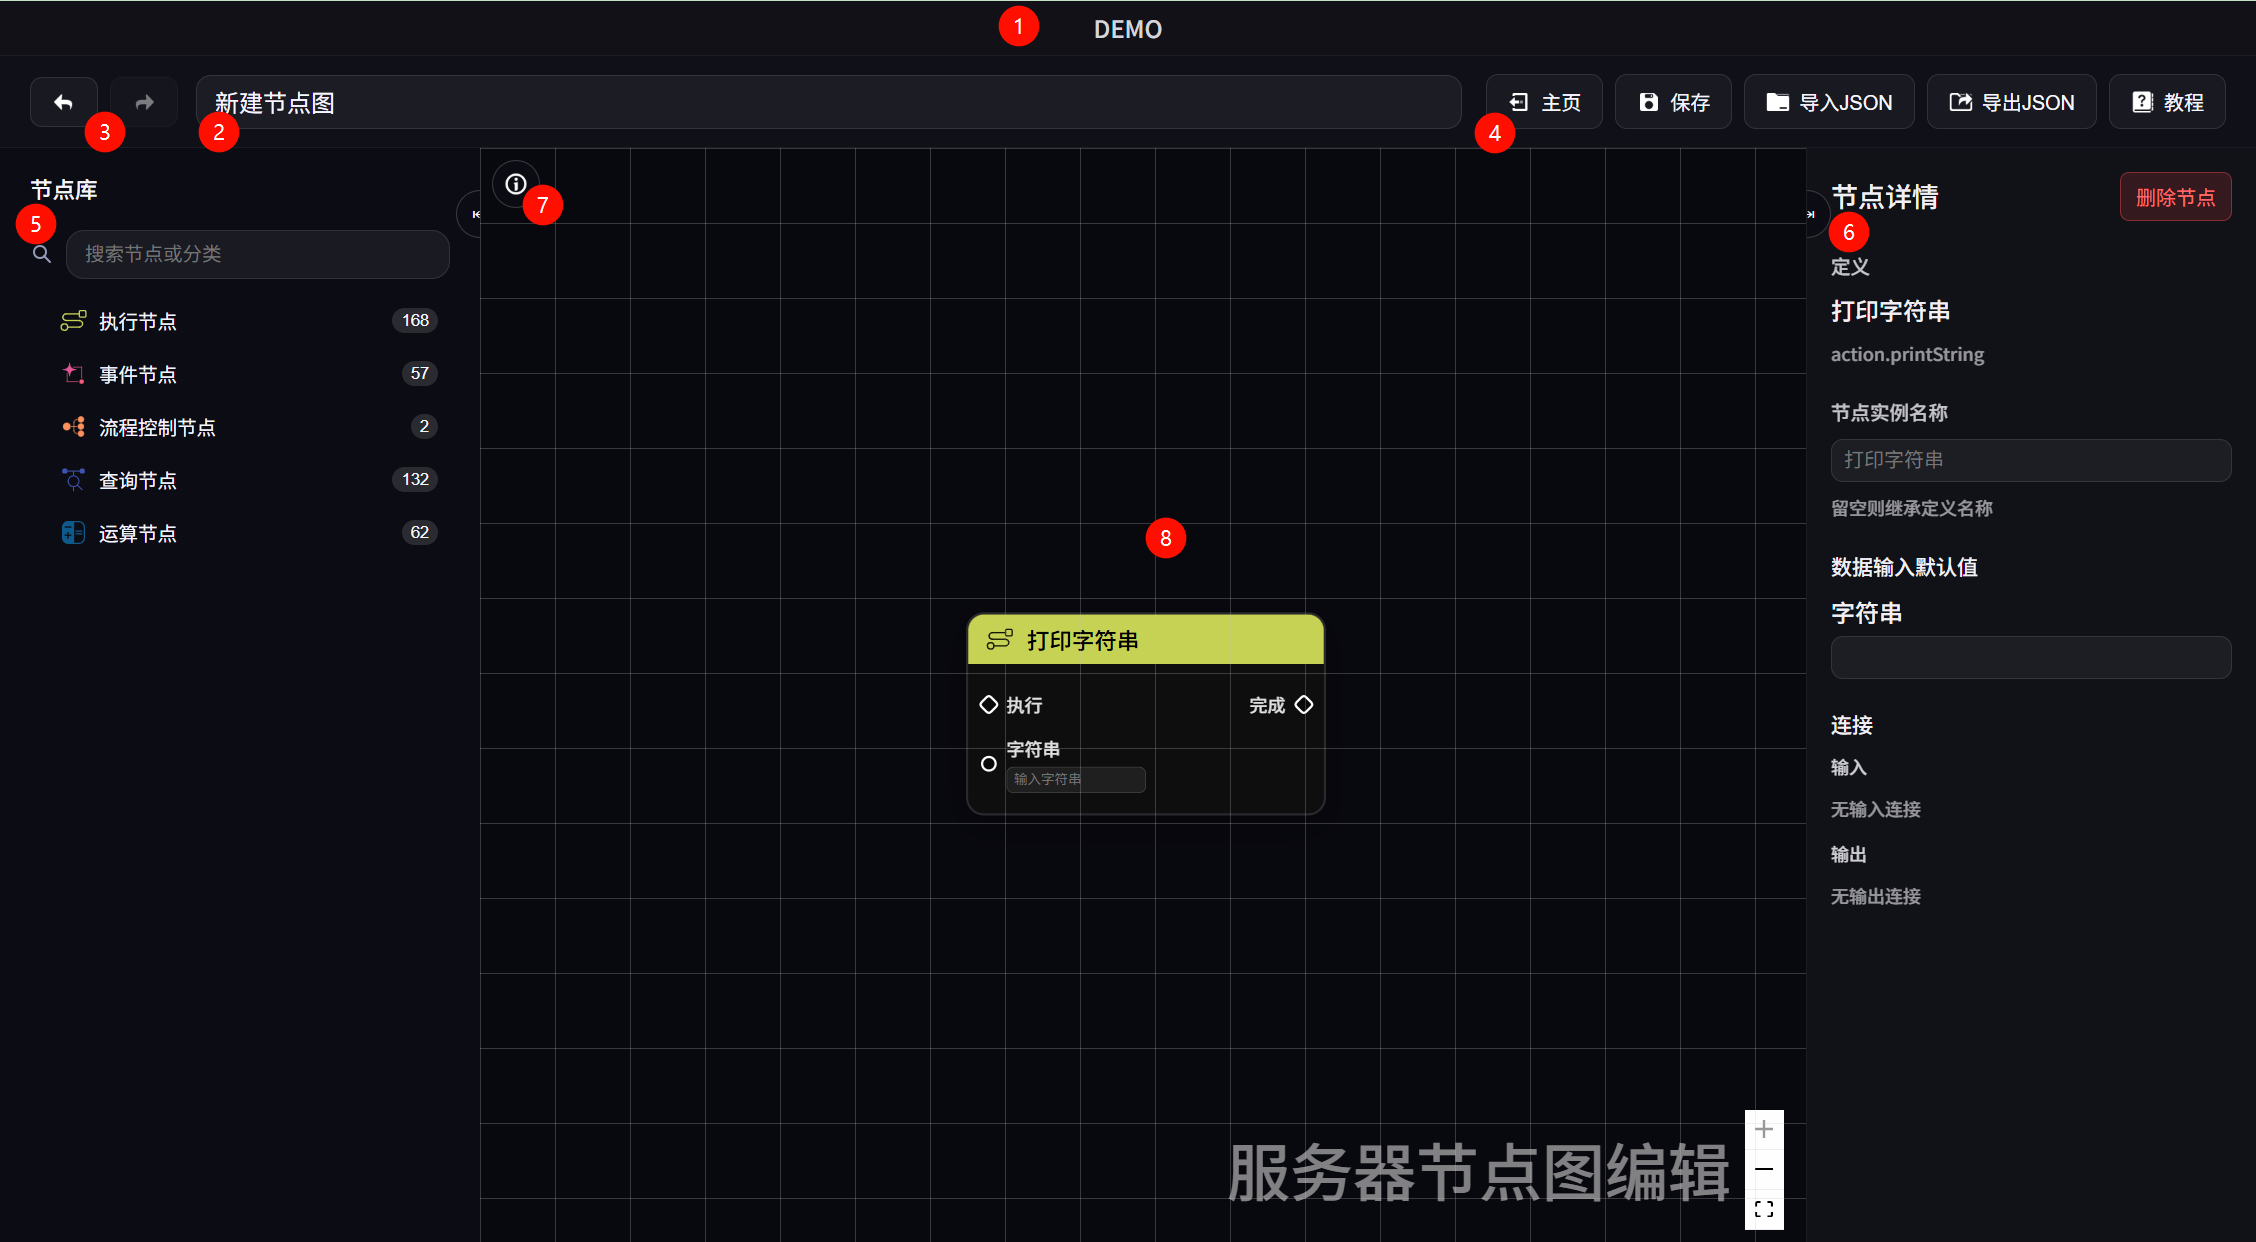 1
DEMO
3
2
新建节点图
4
主页
保存
导入JSON
导出JSON
教程
节点库
5
搜索节点或分类
执行节点
168
事件节点
57
流程控制节点
2
查询节点
132
运算节点
62
7
8
打印字符串
执行
完成
字符串
输入字符串
服务器节点图编辑
节点详情
删除节点
6
定义
打印字符串
action.printString
节点实例名称
打印字符串
留空则继承定义名称
数据输入默认值
字符串
连接
输入
无输入连接
输出
无输出连接